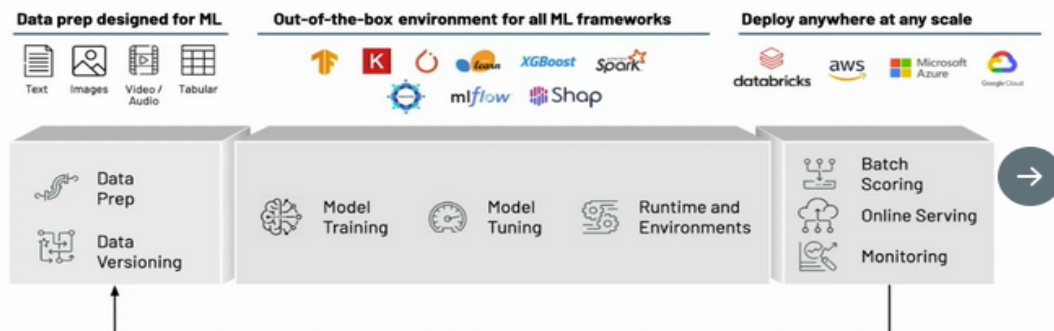 Data prep designed for ML
Out-of-the-box environment for all ML frameworks
Deploy anywhere at any scale
Text
Images
Video /
Audio
Tabular
K
learn
XGBoost
Spark
mlflow
Shap
databricks
aws
Microsoft
Azure
Google Cloud
Data
Prep
Data
Versioning
Model
Training
Model
Tuning
Runtime and
Environments
Batch
Scoring
Online Serving
Monitoring